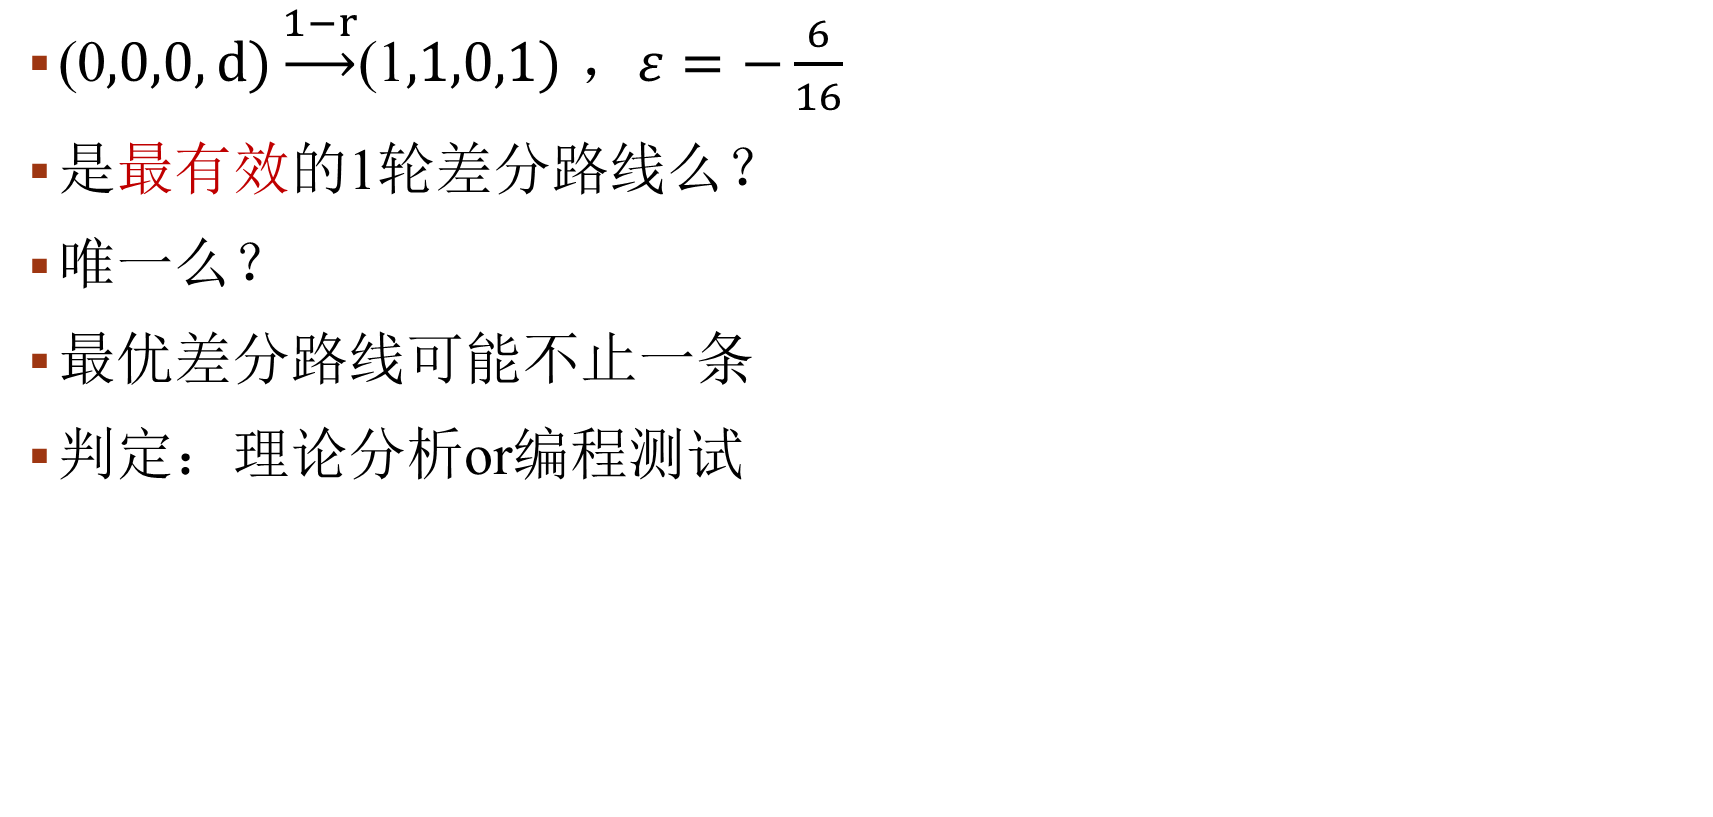 ▪(0,0,0, d) \xrightarrow{1-r} (1,1,0,1) ， ε = − 6/16
▪是最有效的1轮差分路线么？
▪唯一么？
▪最优差分路线可能不止一条
▪判定：理论分析or编程测试